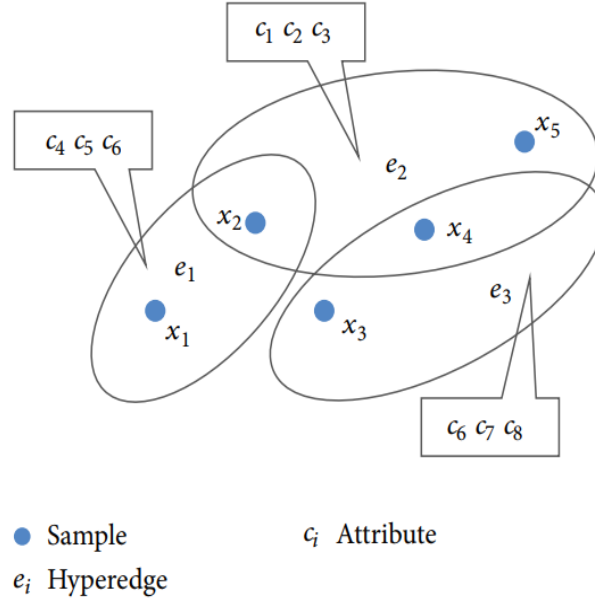 c1 c2 c3
c4 c5 c6
x5
e2
x2
x4
e1
e3
x1
x3
c6 c7 c8
Sample
ci Attribute
ei Hyperedge